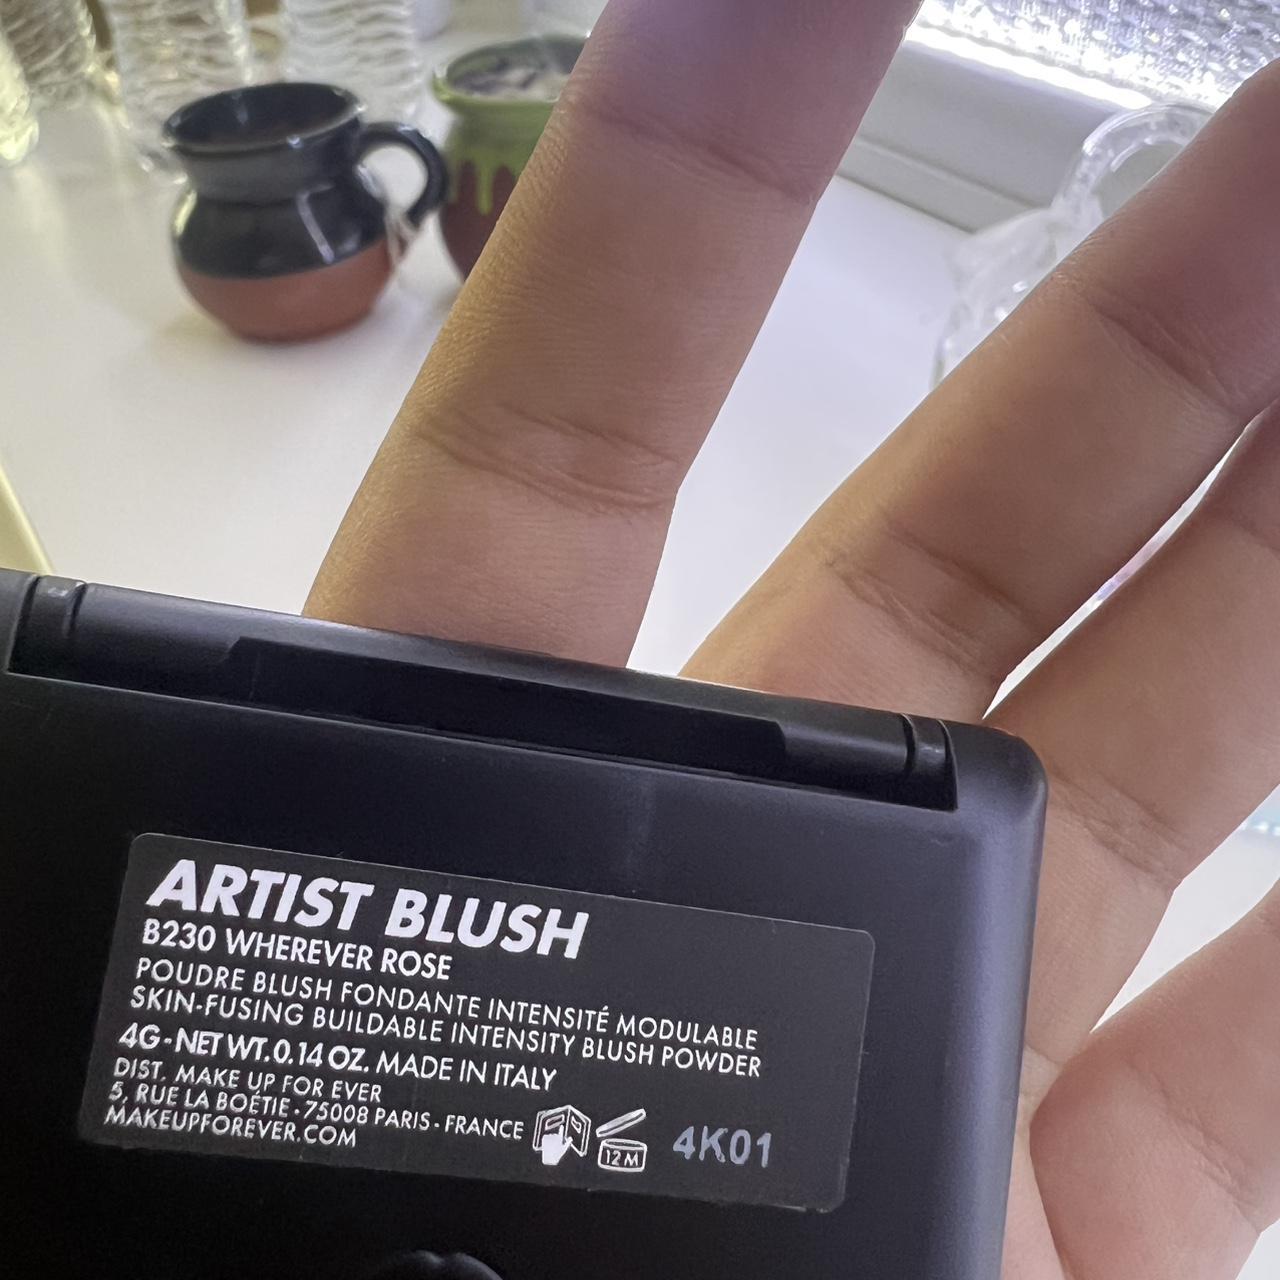 ARTIST BLUSH
B230 WHEREVER ROSE
POUDRE BLUSH FONDANTE INTENSITÉ MODULABLE
SKIN-FUSING BUILDABLE INTENSITY BLUSH POWDER
4G - NET WT. 0.14 OZ. MADE IN ITALY
DIST. MAKE UP FOR EVER
5, RUE LA BOÉTIE • 75008 PARIS • FRANCE
MAKEUPFOREVER.COM
12 M
4K01